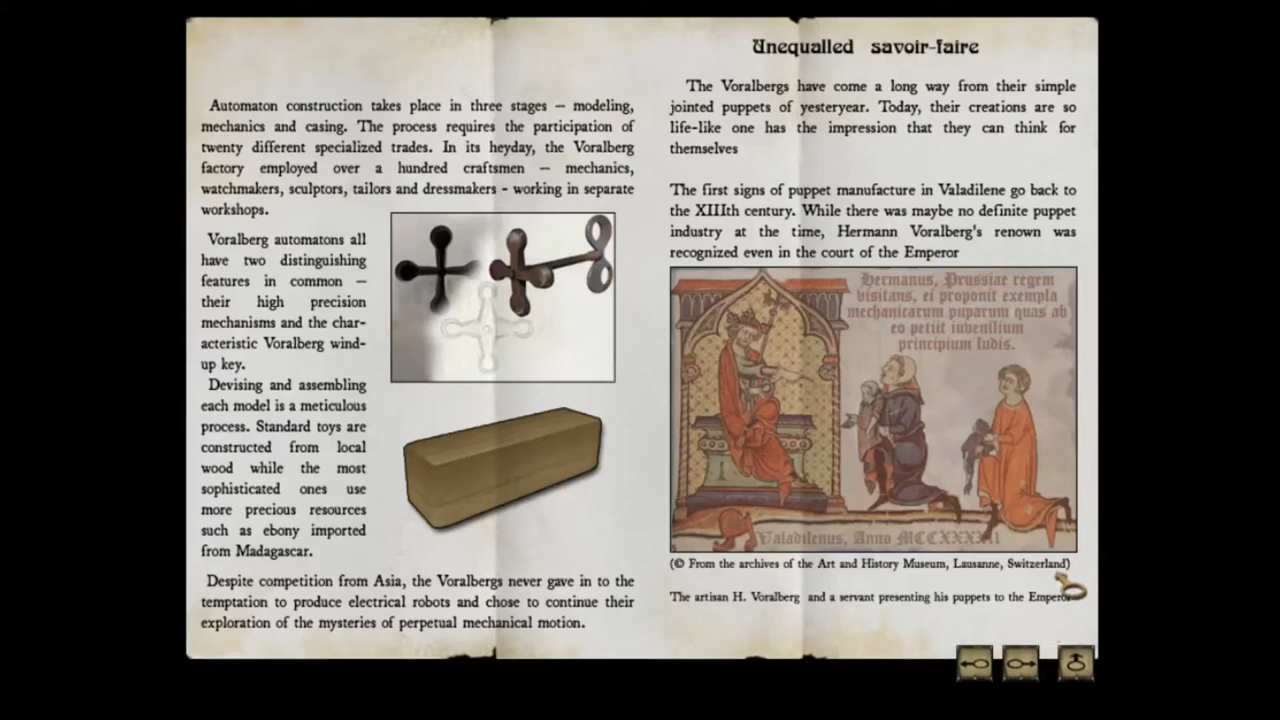 Automaton construction takes place in three stages – modeling,
mechanics and casing. The process requires the participation of
twenty different specialized trades. In its heyday, the Voralberg
factory employed over a hundred craftsmen – mechanics,
watchmakers, sculptors, tailors and dressmakers - working in separate
workshops.
Voralberg automatons all
have two distinguishing
features in common –
their high precision
mechanisms and the char-
acteristic Voralberg wind-
up key.
Devising and assembling
each model is a meticulous
process. Standard toys are
constructed from local
wood while the most
sophisticated ones use
more precious resources
such as ebony imported
from Madagascar.
Despite competition from Asia, the Voralbergs never gave in to the
temptation to produce electrical robots and chose to continue their
exploration of the mysteries of perpetual mechanical motion.
Unequalled savoir-faire
The Voralbergs have come a long way from their simple
jointed puppets of yesteryear. Today, their creations are so
life-like one has the impression that they can think for
themselves
The first signs of puppet manufacture in Valadilene go back to
the XIIIth century. While there was maybe no definite puppet
industry at the time, Hermann Voralberg's renown was
recognized even in the court of the Emperor
Hermanus, Prussiae regem
visitans, ei proponit exempla
mechanicarum puparum quas ab
eo petiit iubenilium
principium ludis.
Valadilenus, Anno
(© From the archives of the Art and History Museum, Lausanne, Switzerland)
The artisan H. Voralberg and a servant presenting his puppets to the Emperor